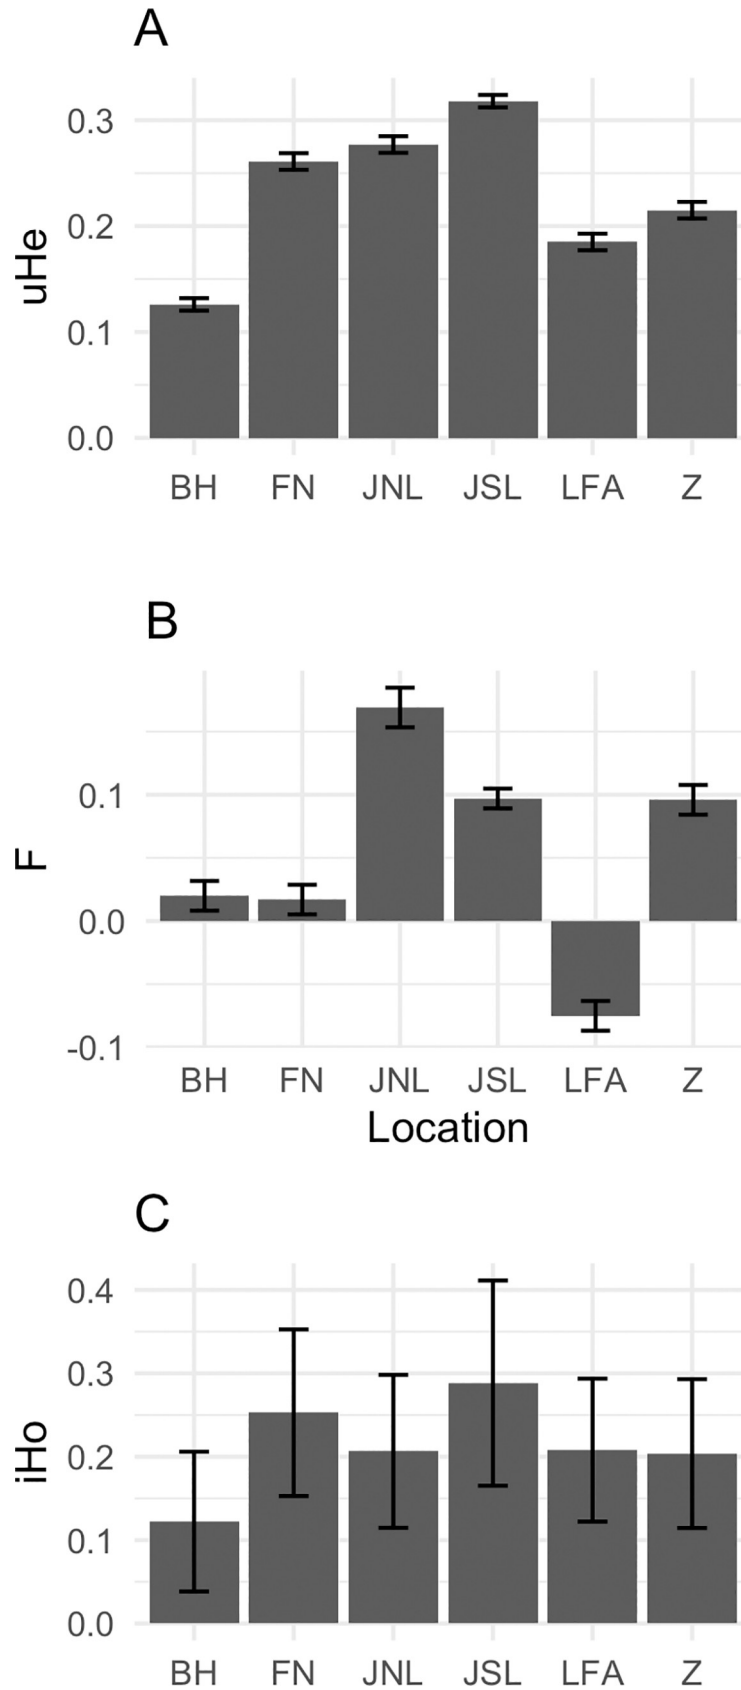 A
uHe
0.3
0.2
0.1
0.0
BH FN JNL JSL LFA Z
B
F
0.1
0.0
-0.1
BH FN JNL JSL LFA Z
Location
C
iHo
0.4
0.3
0.2
0.1
0.0
BH FN JNL JSL LFA Z